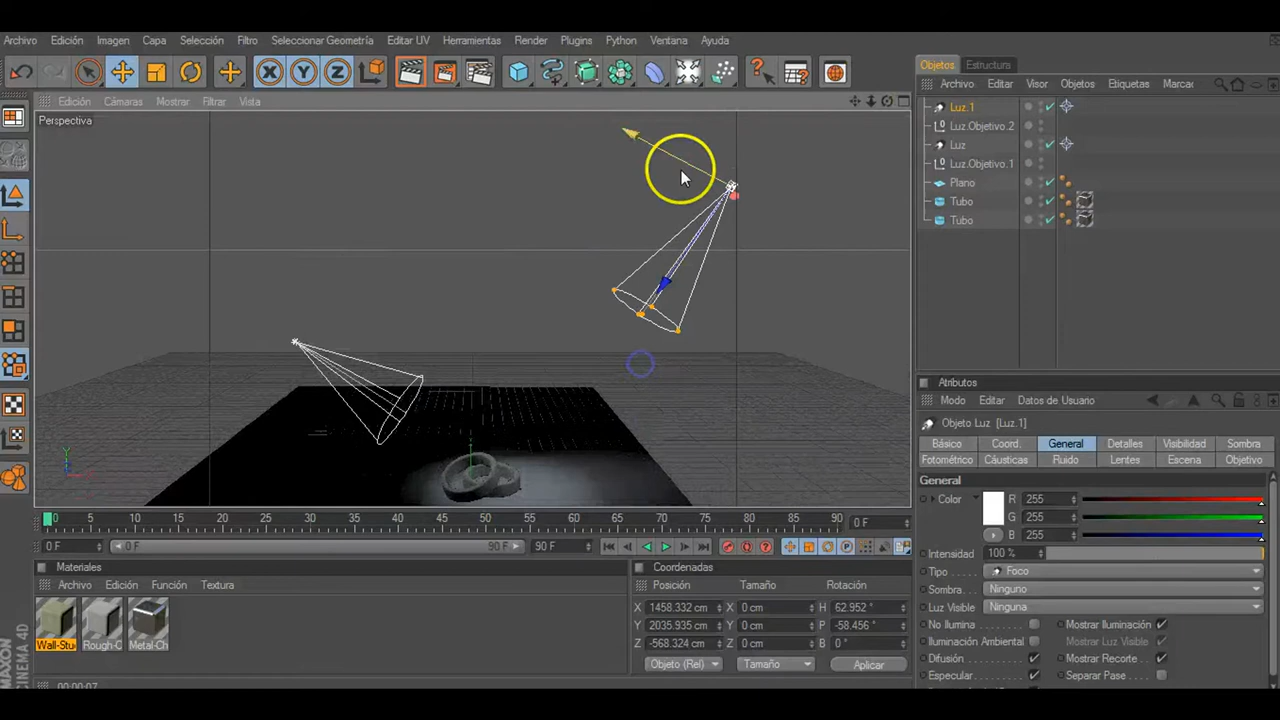 Archivo Edición Imagen Capa Selección Filtro Seleccionar Geometría Editar UV Herramientas Render Plugins Python Ventana Ayuda
Objetos Estructura
Archivo Editar Visor Objetos Etiquetas Marcac
Edición Cámaras Mostrar Filtrar Vista
Perspectiva
Luz.1
Luz.Objetivo.2
Luz
Luz.Objetivo.1
Plano
Tubo
Tubo
Atributos
Modo Editar Datos de Usuario
Objeto Luz [Luz.1]
Básico Coord. General Detalles Visibilidad Sombra
Fotométrico Cáusticas Ruido Lentes Escena Objetivo
General
Color R 255
G 255
B 255
Intensidad 100 %
Tipo Foco
Sombra Ninguno
Luz Visible Ninguna
No Ilumina Mostrar Iluminación
Iluminación Ambiental Mostrar Luz Visible
Difusión Mostrar Recorte
Especular Separar Pase
0 5 10 15 20 25 30 35 40 45 50 55 60 65 70 75 80 85 90 0 F
0 F 0 F 90 F 90 F
Materiales
Archivo Edición Función Textura
Wall-Stu Rough-C Metal-Ch
Coordenadas
Posición Tamaño Rotación
X 1458.332 cm X 0 cm H 62.952 °
Y 2035.935 cm Y 0 cm P -58.456 °
Z -568.324 cm Z 0 cm B 0 °
Objeto (Rel) Tamaño Aplicar
MAXON
CINEMA 4D
00:00:07